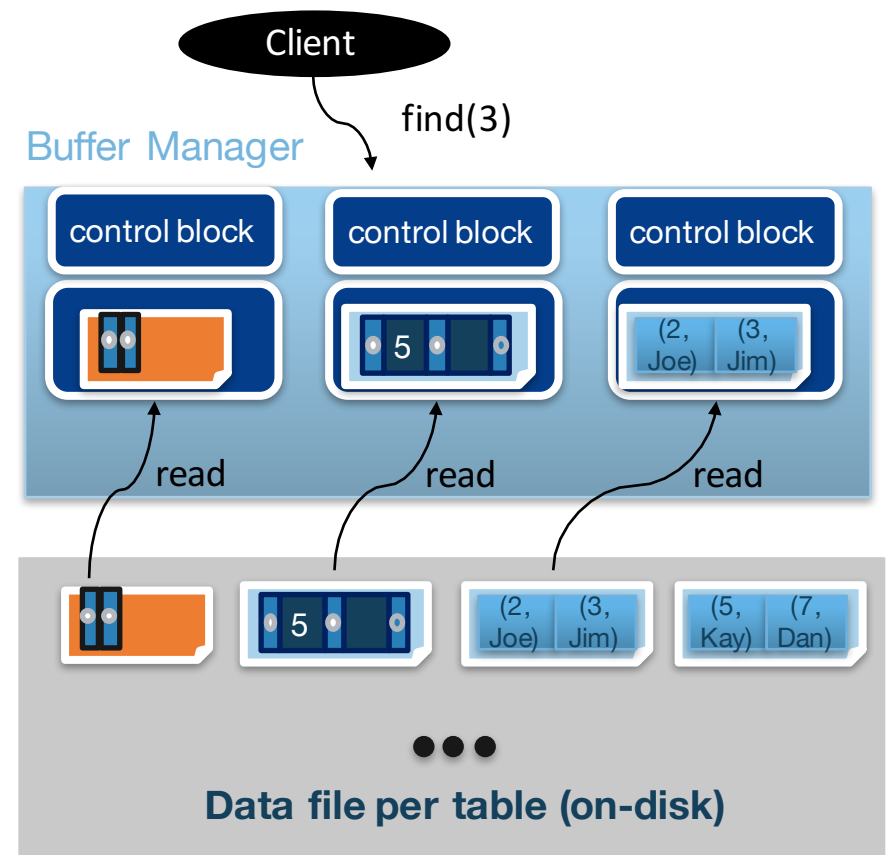 Client
find(3)
Buffer Manager
control block
control block
control block
5
(2,
Joe)
(3,
Jim)
read
read
read
5
(2,
Joe)
(3,
Jim)
(5,
Kay)
(7,
Dan)
Data file per table (on-disk)